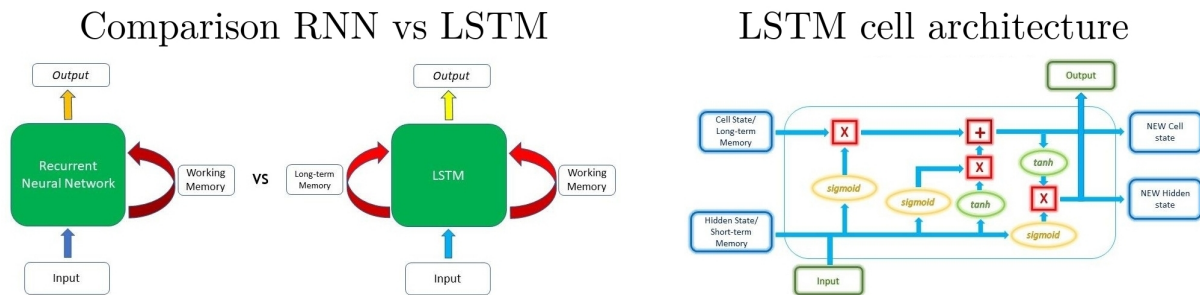 Comparison RNN vs LSTM
Output
Recurrent
Neural Network
Working
Memory
Input
vs
Output
Long-term
Memory
LSTM
Working
Memory
Input
LSTM cell architecture
Output
Cell State/
Long-term
Memory
X
+
NEW Cell
state
tanh
X
sigmoid
sigmoid
tanh
X
NEW Hidden
state
Hidden State/
Short-term
Memory
sigmoid
Input